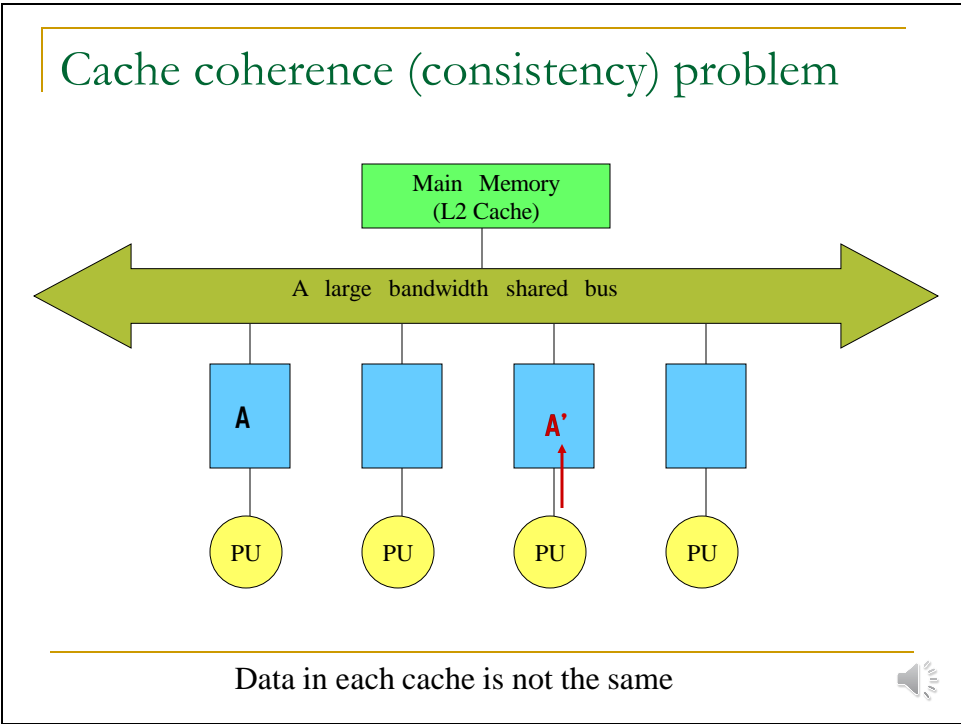 Cache coherence (consistency) problem
Main Memory
(L2 Cache)
A large bandwidth shared bus
A
A’
PU
PU
PU
PU
Data in each cache is not the same